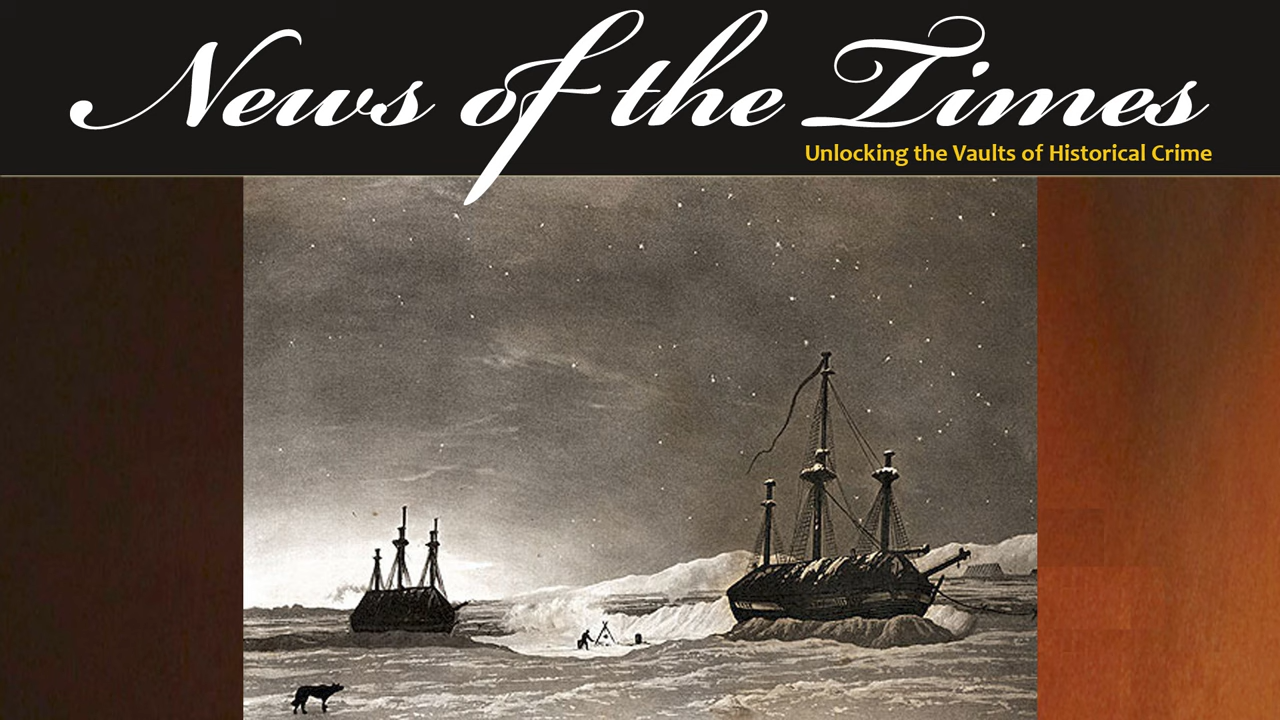 News of the Times
Unlocking the Vaults of Historical Crime